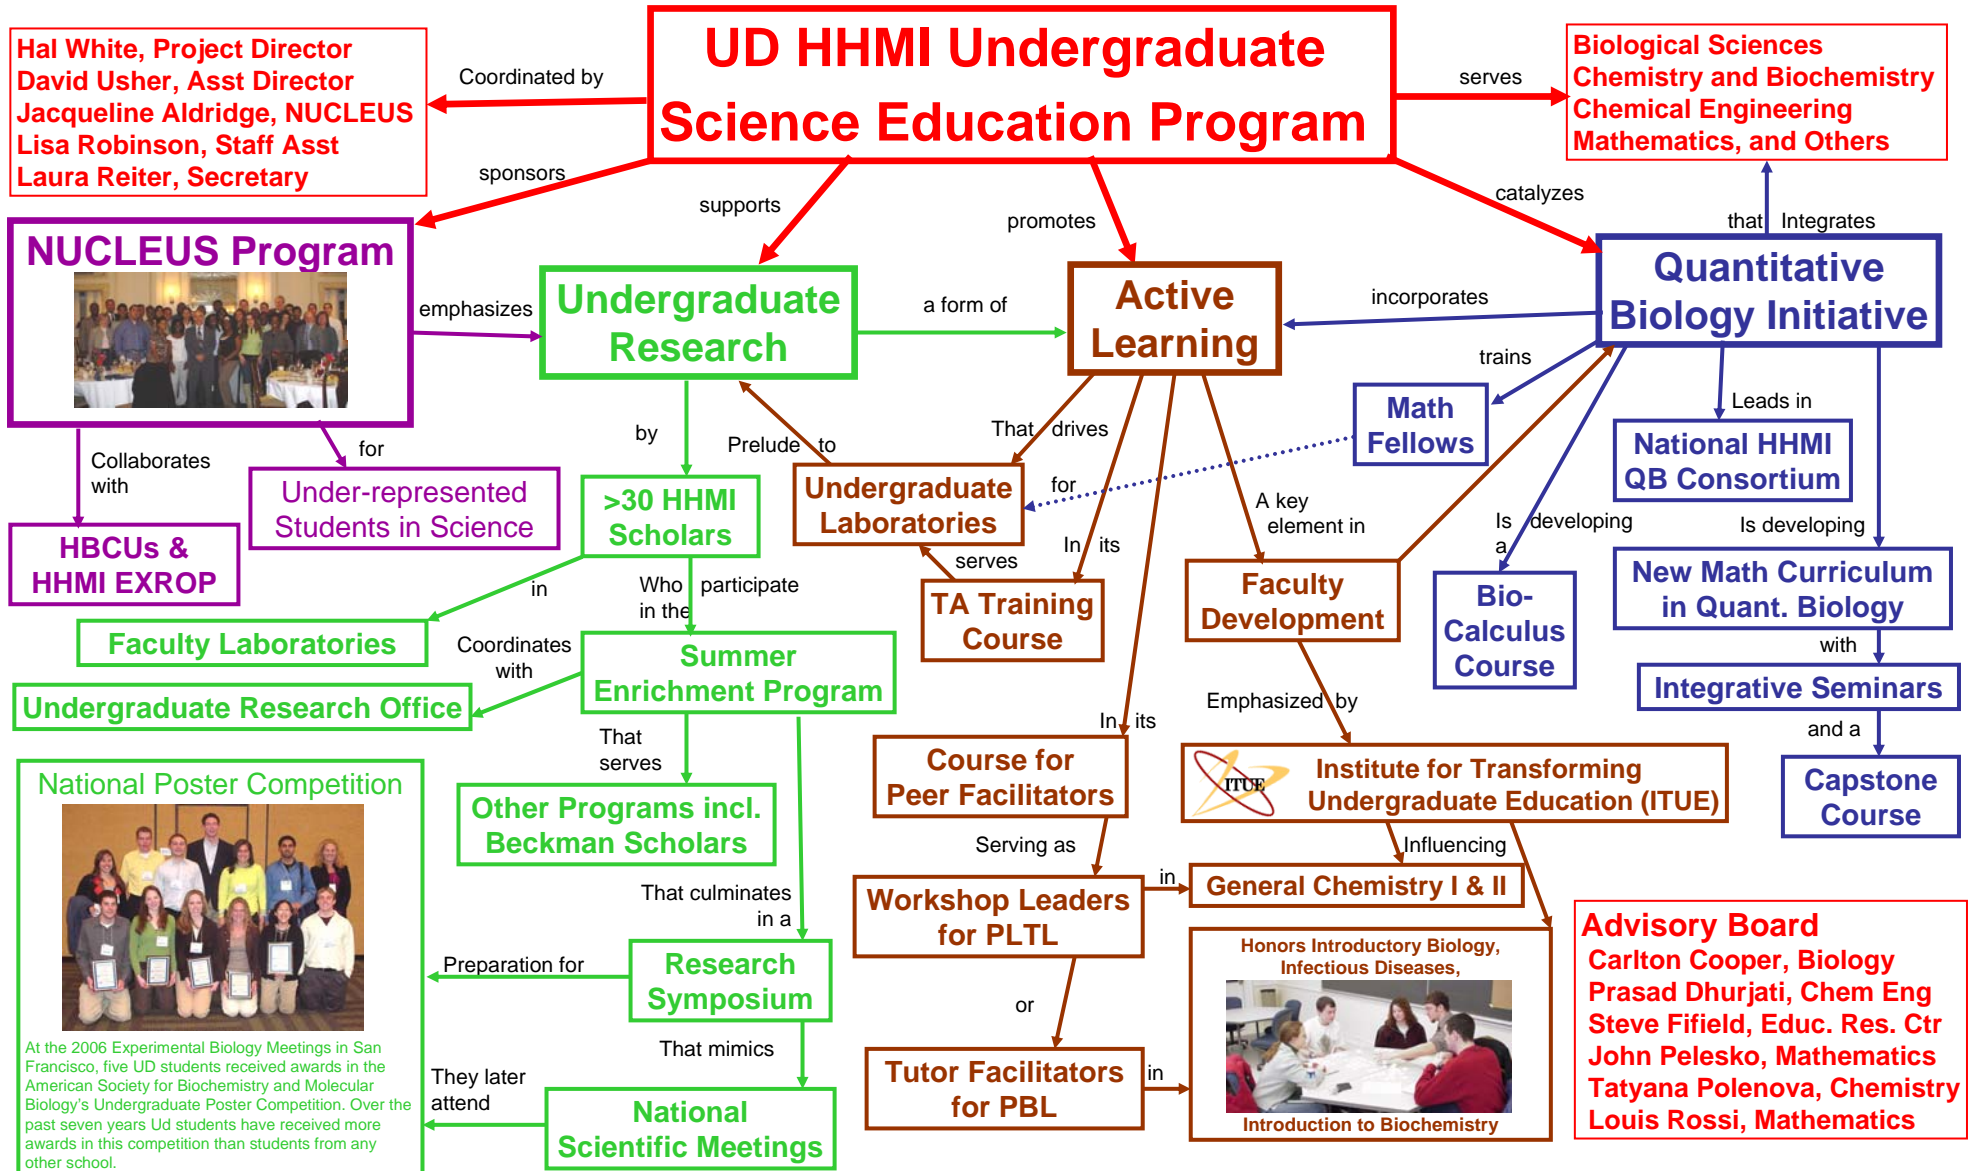 UD HHMI Undergraduate
Science Education Program
Hal White, Project Director
David Usher, Asst Director
Jacqueline Aldridge, NUCLEUS
Lisa Robinson, Staff Asst
Laura Reiter, Secretary
Coordinated by
serves
Biological Sciences
Chemistry and Biochemistry
Chemical Engineering
Mathematics, and Others
sponsors
supports
promotes
catalyzes
that Integrates
NUCLEUS Program
emphasizes
Undergraduate
Research
a form of
Active
Learning
incorporates
Quantitative
Biology Initiative
trains
Math
Fellows
Leads in
National HHMI
QB Consortium
Collaborates
with
for
Under-represented
Students in Science
HBCUs &
HHMI EXROP
by
>30 HHMI
Scholars
Prelude to
That drives
Undergraduate
Laboratories
for
serves
In its
TA Training
Course
A key
element in
Faculty
Development
Is developing
a
Bio-
Calculus
Course
Is developing
New Math Curriculum
in Quant. Biology
with
Integrative Seminars
and a
Capstone
Course
in
Faculty Laboratories
Who participate
in the
Coordinates
with
Summer
Enrichment Program
Undergraduate Research Office
That
serves
Other Programs incl.
Beckman Scholars
In its
Course for
Peer Facilitators
Emphasized by
ITUE
Institute for Transforming
Undergraduate Education (ITUE)
Influencing
General Chemistry I & II
Serving as
Workshop Leaders
for PLTL
in
or
Tutor Facilitators
for PBL
in
Honors Introductory Biology,
Infectious Diseases,
Introduction to Biochemistry
That culminates
in a
Research
Symposium
Preparation for
That mimics
National
Scientific Meetings
They later
attend
National Poster Competition
At the 2006 Experimental Biology Meetings in San
Francisco, five UD students received awards in the
American Society for Biochemistry and Molecular
Biology's Undergraduate Poster Competition. Over the
past seven years Ud students have received more
awards in this competition than students from any
other school.
Advisory Board
Carlton Cooper, Biology
Prasad Dhurjati, Chem Eng
Steve Fifield, Educ. Res. Ctr
John Pelesko, Mathematics
Tatyana Polenova, Chemistry
Louis Rossi, Mathematics